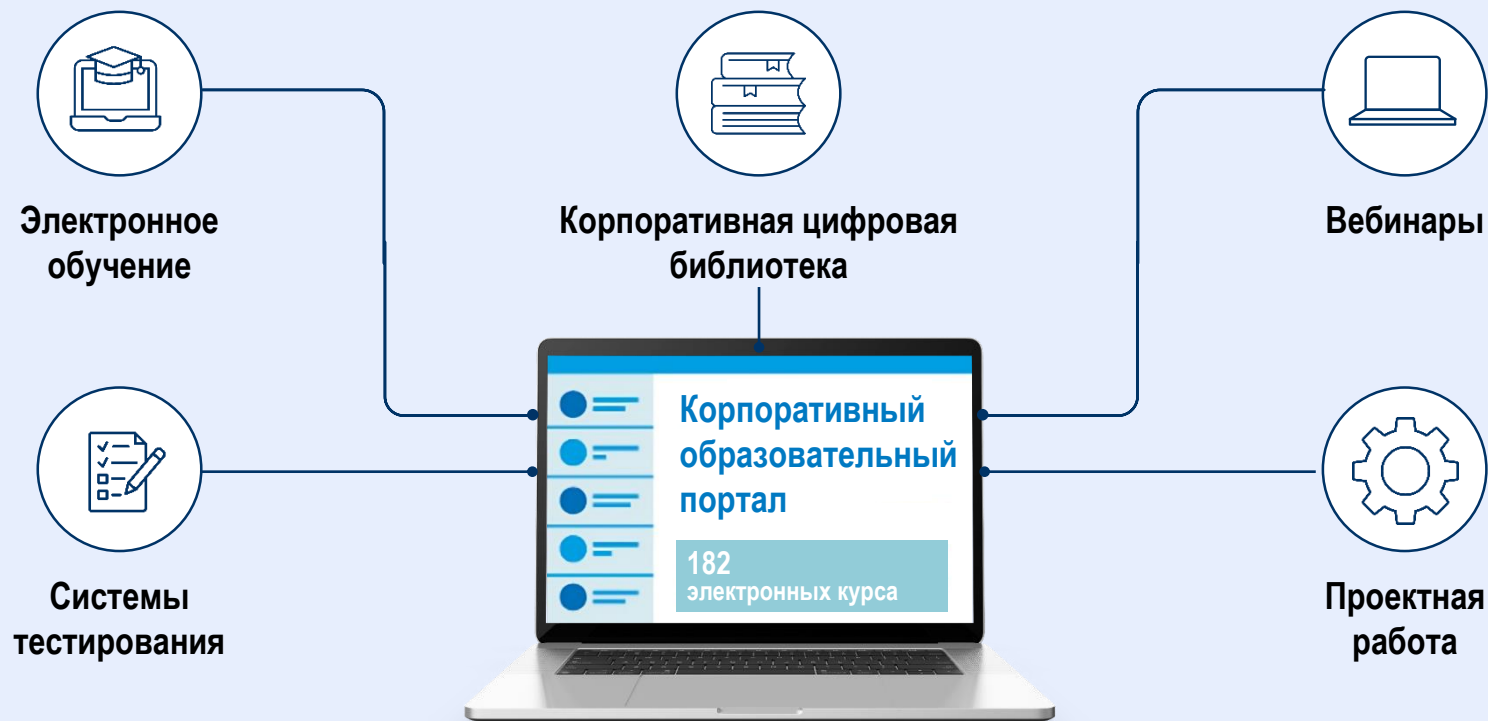 Электронное
обучение
Корпоративная цифровая
библиотека
Вебинары
Системы
тестирования
Корпоративный
образовательный
портал
182
электронных курса
Проектная
работа